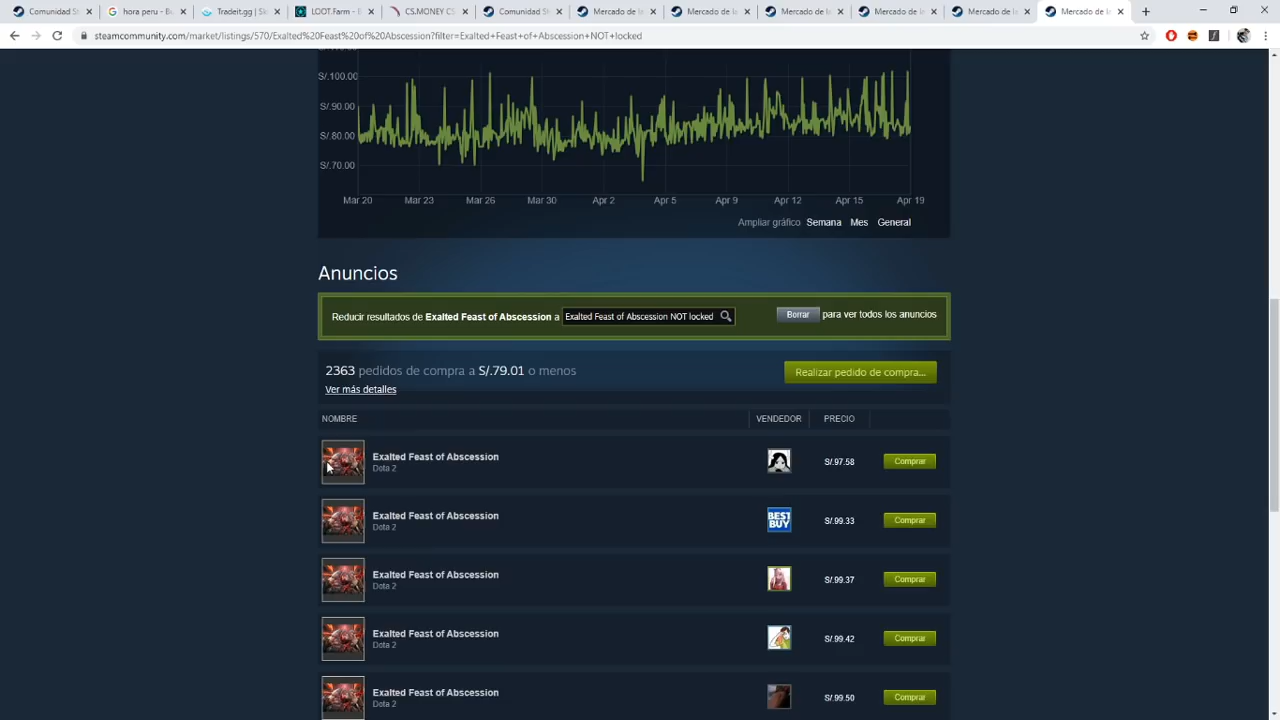 Comunidad St
hora peru - B
Tradeit.gg | Sk
LOOT.Farm -
CS.MONEY CS
Comunidad St
Mercado de l
Mercado de l
Mercado de l
Mercado de l
Mercado de l
Mercado de l
steamcommunity.com/market/listings/570/Exalted%20Feast%20of%20Abscession?filter=Exalted+Feast+of+Abscession+NOT+locked
S/.100.00
S/.90.00
S/.80.00
S/.70.00
Mar 20 Mar 23 Mar 26 Mar 30 Apr 2 Apr 5 Apr 9 Apr 12 Apr 15 Apr 19
Ampliar gráfico Semana Mes General
Anuncios
Reducir resultados de Exalted Feast of Abscession a Exalted Feast of Abscession NOT locked Borrar para ver todos los anuncios
2363 pedidos de compra a S/.79.01 o menos
Realizar pedido de compra...
Ver más detalles
NOMBRE VENDEDOR PRECIO
Exalted Feast of Abscession
Dota 2
S/.97.58 Comprar
Exalted Feast of Abscession
Dota 2
BEST BUY
S/.99.33 Comprar
Exalted Feast of Abscession
Dota 2
S/.99.37 Comprar
Exalted Feast of Abscession
Dota 2
S/.99.42 Comprar
Exalted Feast of Abscession
Dota 2
S/.99.50 Comprar